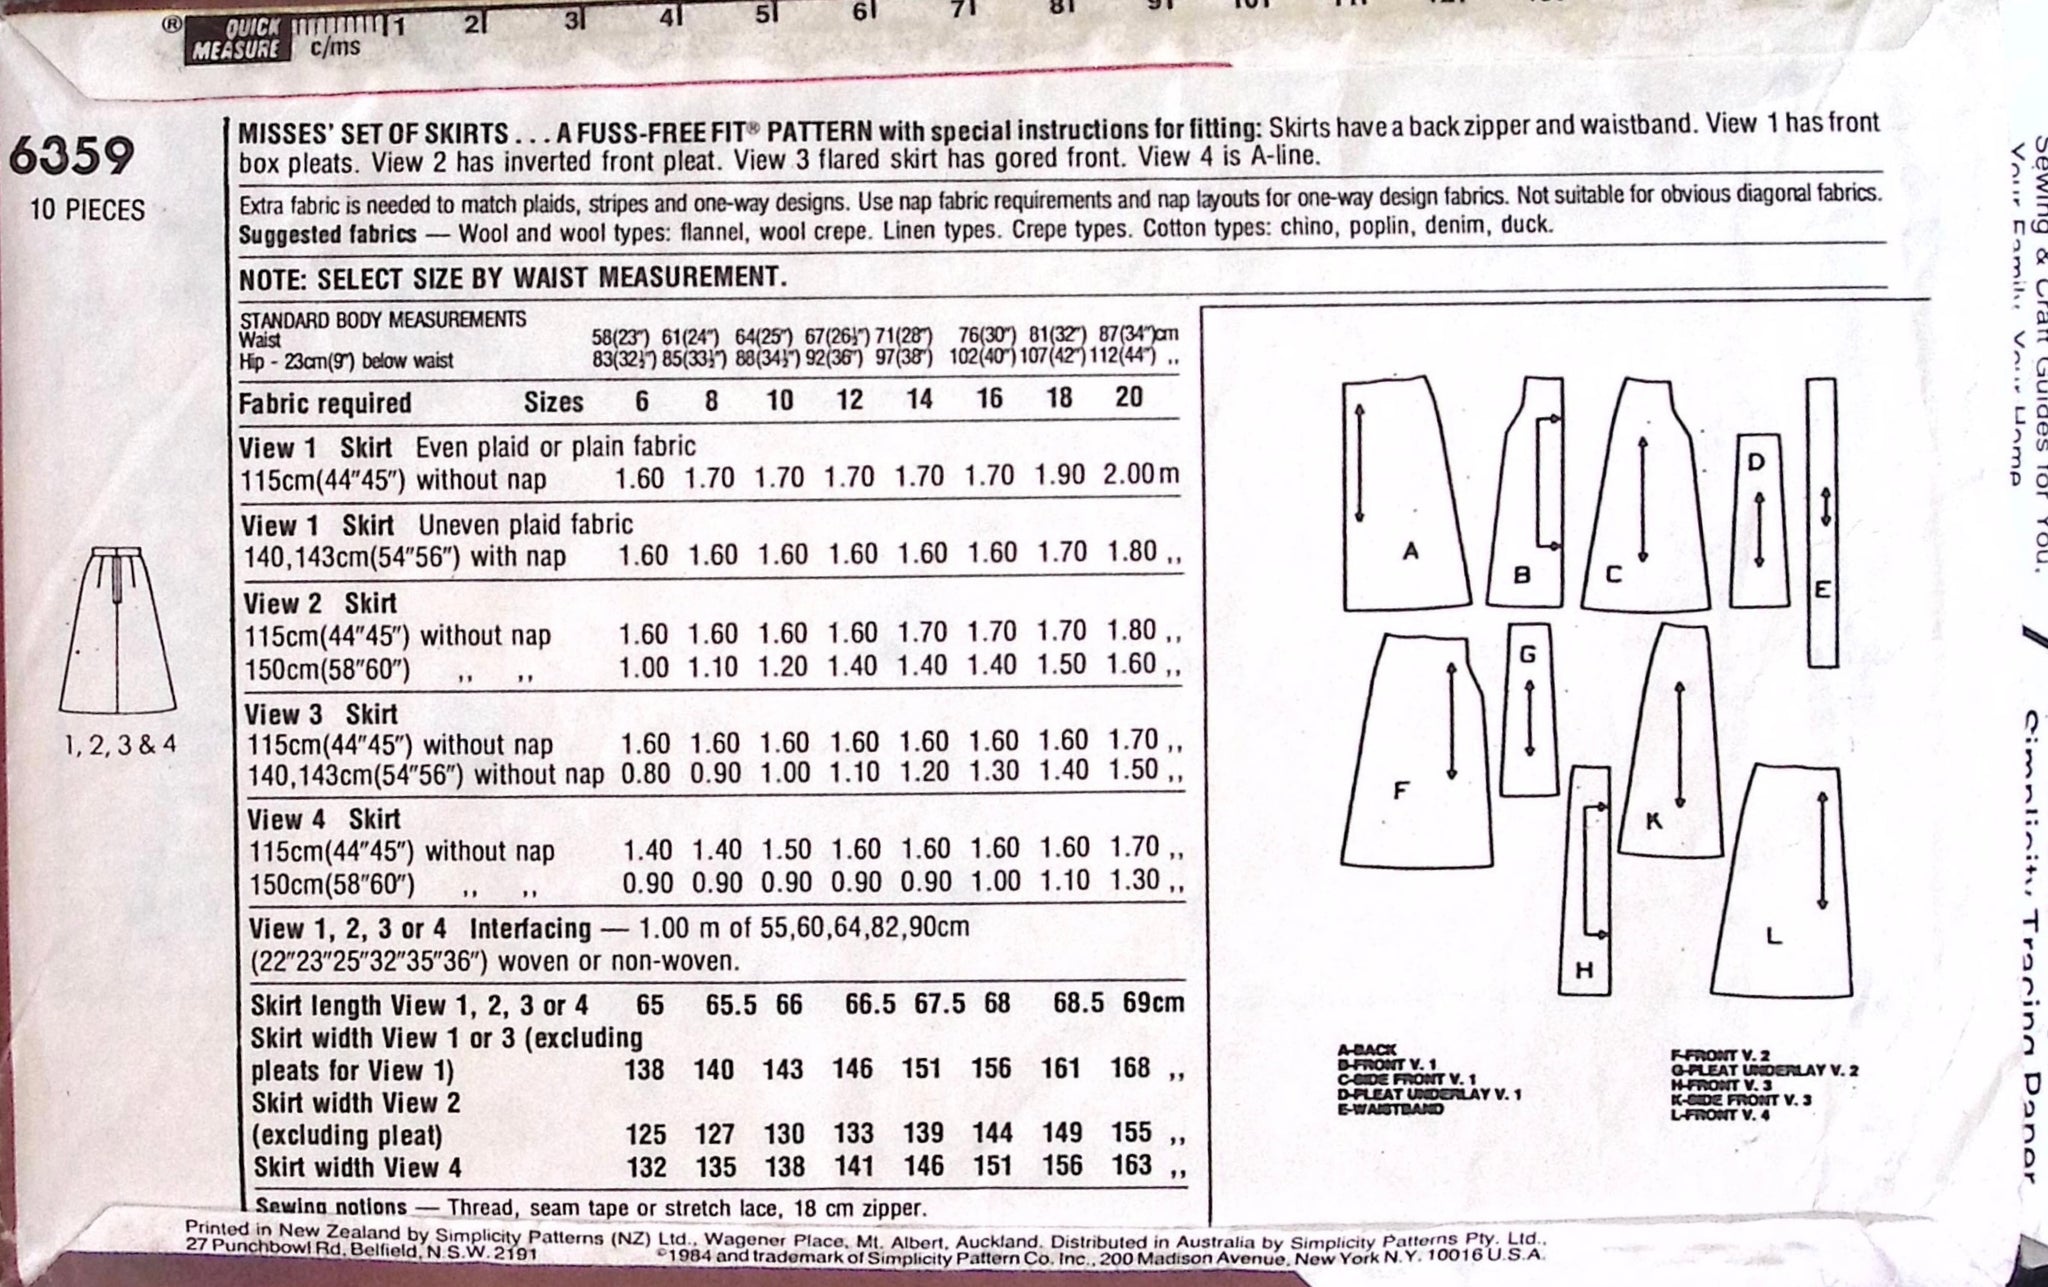 ® QUICK MEASURE c/ms 1 2 3 4 5 6 7 8 9 10
6359
10 PIECES
1, 2, 3 & 4
MISSES' SET OF SKIRTS . . . A FUSS-FREE FIT® PATTERN with special instructions for fitting: Skirts have a back zipper and waistband. View 1 has front
box pleats. View 2 has inverted front pleat. View 3 flared skirt has gored front. View 4 is A-line.
Extra fabric is needed to match plaids, stripes and one-way designs. Use nap fabric requirements and nap layouts for one-way design fabrics. Not suitable for obvious diagonal fabrics.
Suggested fabrics — Wool and wool types: flannel, wool crepe. Linen types. Crepe types. Cotton types: chino, poplin, denim, duck.
NOTE: SELECT SIZE BY WAIST MEASUREMENT.
STANDARD BODY MEASUREMENTS
Waist 58(23") 61(24") 64(25") 67(26½") 71(28") 76(30") 81(32") 87(34")cm
Hip - 23cm(9") below waist 83(32½") 85(33½") 88(34½") 92(36") 97(38") 102(40") 107(42") 112(44") ,,
Fabric required Sizes 6 8 10 12 14 16 18 20
View 1 Skirt Even plaid or plain fabric
115cm(44"45") without nap 1.60 1.70 1.70 1.70 1.70 1.70 1.90 2.00 m
View 1 Skirt Uneven plaid fabric
140,143cm(54"56") with nap 1.60 1.60 1.60 1.60 1.60 1.60 1.70 1.80 ,,
View 2 Skirt
115cm(44"45") without nap 1.60 1.60 1.60 1.60 1.70 1.70 1.70 1.80 ,,
150cm(58"60") ,, ,, 1.00 1.10 1.20 1.40 1.40 1.40 1.50 1.60 ,,
View 3 Skirt
115cm(44"45") without nap 1.60 1.60 1.60 1.60 1.60 1.60 1.60 1.70 ,,
140,143cm(54"56") without nap 0.80 0.90 1.00 1.10 1.20 1.30 1.40 1.50 ,,
View 4 Skirt
115cm(44"45") without nap 1.40 1.40 1.50 1.60 1.60 1.60 1.60 1.70 ,,
150cm(58"60") ,, ,, 0.90 0.90 0.90 0.90 0.90 1.00 1.10 1.30 ,,
View 1, 2, 3 or 4 Interfacing — 1.00 m of 55,60,64,82,90cm
(22"23"25"32"35"36") woven or non-woven.
Skirt length View 1, 2, 3 or 4 65 65.5 66 66.5 67.5 68 68.5 69cm
Skirt width View 1 or 3 (excluding
pleats for View 1) 138 140 143 146 151 156 161 168 ,,
Skirt width View 2
(excluding pleat) 125 127 130 133 139 144 149 155 ,,
Skirt width View 4 132 135 138 141 146 151 156 163 ,,
Sewing notions — Thread, seam tape or stretch lace, 18 cm zipper.
A B C D E
F G H K L
A-BACK
B-FRONT V. 1
C-SIDE FRONT V. 1
D-PLEAT UNDERLAY V. 1
E-WAISTBAND
F-FRONT V. 2
G-PLEAT UNDERLAY V. 2
H-FRONT V. 3
K-SIDE FRONT V. 3
L-FRONT V. 4
Printed in New Zealand by Simplicity Patterns (NZ) Ltd., Wagener Place, Mt. Albert, Auckland. Distributed in Australia by Simplicity Patterns Pty. Ltd.,
27 Punchbowl Rd, Belfield, N.S.W. 2191 ©1984 and trademark of Simplicity Pattern Co. Inc., 200 Madison Avenue, New York N.Y. 10016 U.S.A.
Sewing & Craft Guides for You,
Your Family, Your Home
Simplicity Tracing Paper